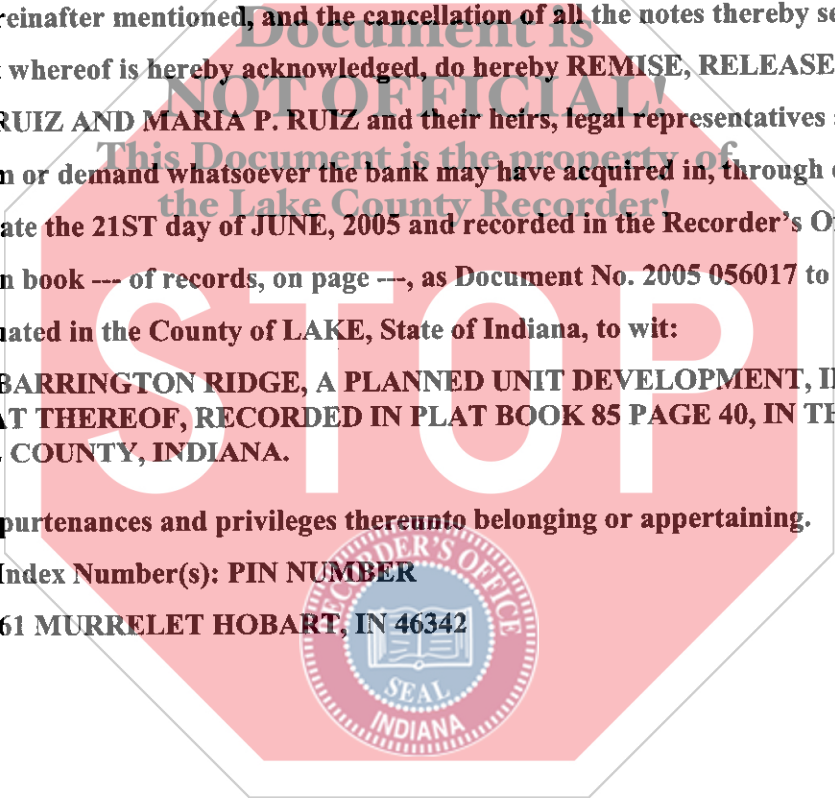 reinafter mentioned, and the cancellation of all the notes thereby se
Document is
whereof is hereby acknowledged, do hereby REMISE, RELEASE
NOT OFFICIAL!
RUIZ AND MARIA P. RUIZ and their heirs, legal representatives
This Document is the property of
n or demand whatsoever the bank may have acquired in, through
the Lake County Recorder!
ate the 21ST day of JUNE, 2005 and recorded in the Recorder's O
n book --- of records, on page ---, as Document No. 2005 056017 to
uated in the County of LAKE, State of Indiana, to wit:
BARRINGTON RIDGE, A PLANNED UNIT DEVELOPMENT, I
AT THEREOF, RECORDED IN PLAT BOOK 85 PAGE 40, IN TH
COUNTY, INDIANA.
STOP
purtenances and privileges thereunto belonging or appertaining.
Index Number(s): PIN NUMBER
61 MURRELET HOBART, IN 46342
RECORDER'S OFFICE
SEAL
INDIANA